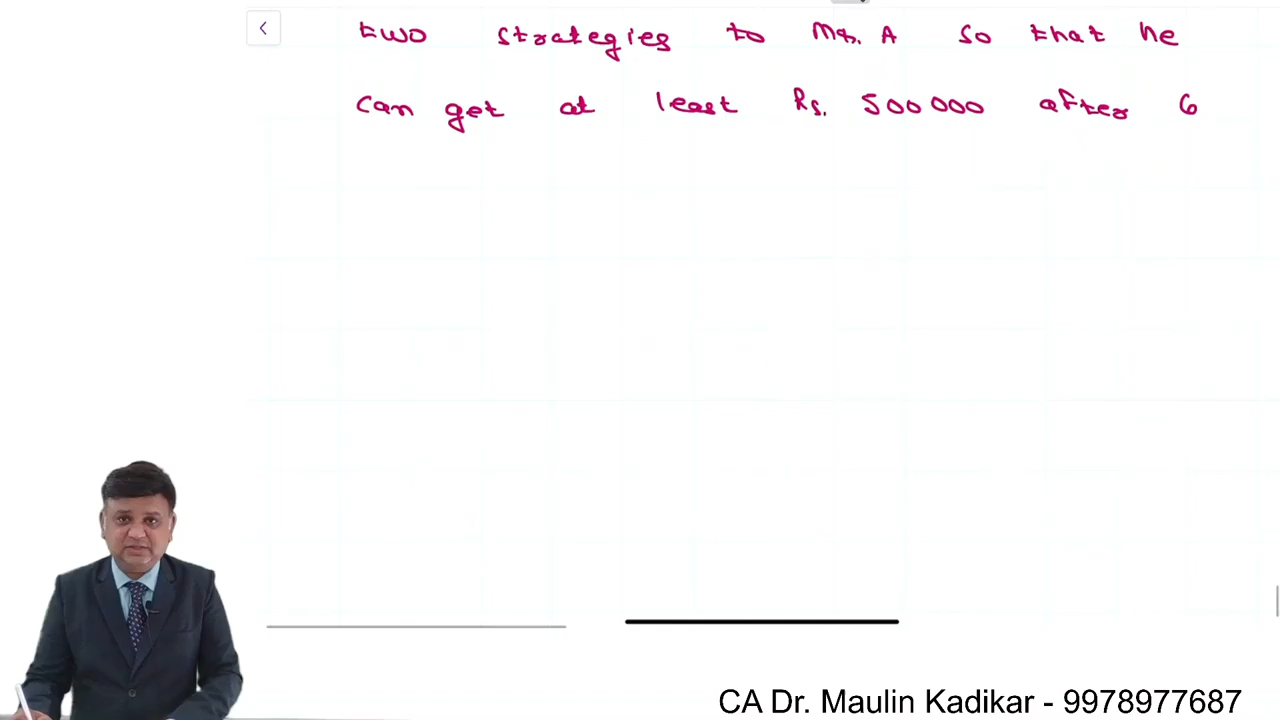 two strategies to Mr. A so that he
can get at least Rs. 500000 after 6
CA Dr. Maulin Kadikar - 9978977687